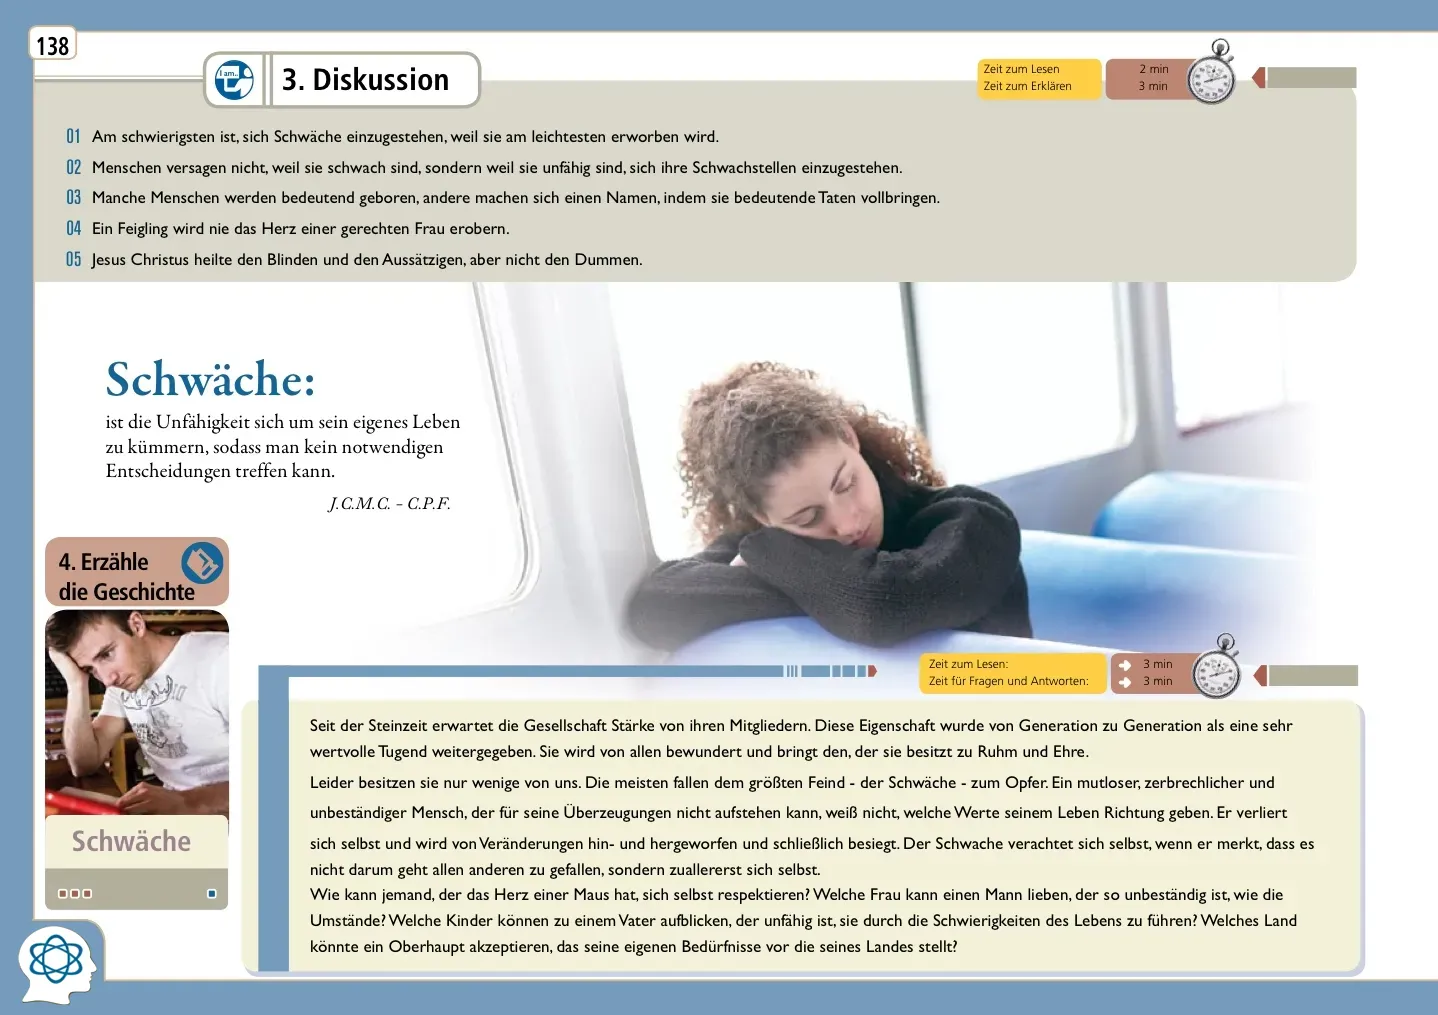 138
I am...
3. Diskussion
Zeit zum Lesen 2 min
Zeit zum Erklären 3 min
01 Am schwierigsten ist, sich Schwäche einzugestehen, weil sie am leichtesten erworben wird.
02 Menschen versagen nicht, weil sie schwach sind, sondern weil sie unfähig sind, sich ihre Schwachstellen einzugestehen.
03 Manche Menschen werden bedeutend geboren, andere machen sich einen Namen, indem sie bedeutende Taten vollbringen.
04 Ein Feigling wird nie das Herz einer gerechten Frau erobern.
05 Jesus Christus heilte den Blinden und den Aussätzigen, aber nicht den Dummen.
Schwäche:
ist die Unfähigkeit sich um sein eigenes Leben
zu kümmern, sodass man kein notwendigen
Entscheidungen treffen kann.
J.C.M.C. - C.P.F.
4. Erzähle
die Geschichte
Schwäche
Zeit zum Lesen: 3 min
Zeit für Fragen und Antworten: 3 min
Seit der Steinzeit erwartet die Gesellschaft Stärke von ihren Mitgliedern. Diese Eigenschaft wurde von Generation zu Generation als eine sehr
wertvolle Tugend weitergegeben. Sie wird von allen bewundert und bringt den, der sie besitzt zu Ruhm und Ehre.
Leider besitzen sie nur wenige von uns. Die meisten fallen dem größten Feind - der Schwäche - zum Opfer. Ein mutloser, zerbrechlicher und
unbeständiger Mensch, der für seine Überzeugungen nicht aufstehen kann, weiß nicht, welche Werte seinem Leben Richtung geben. Er verliert
sich selbst und wird von Veränderungen hin- und hergeworfen und schließlich besiegt. Der Schwache verachtet sich selbst, wenn er merkt, dass es
nicht darum geht allen anderen zu gefallen, sondern zuallererst sich selbst.
Wie kann jemand, der das Herz einer Maus hat, sich selbst respektieren? Welche Frau kann einen Mann lieben, der so unbeständig ist, wie die
Umstände? Welche Kinder können zu einem Vater aufblicken, der unfähig ist, sie durch die Schwierigkeiten des Lebens zu führen? Welches Land
könnte ein Oberhaupt akzeptieren, das seine eigenen Bedürfnisse vor die seines Landes stellt?